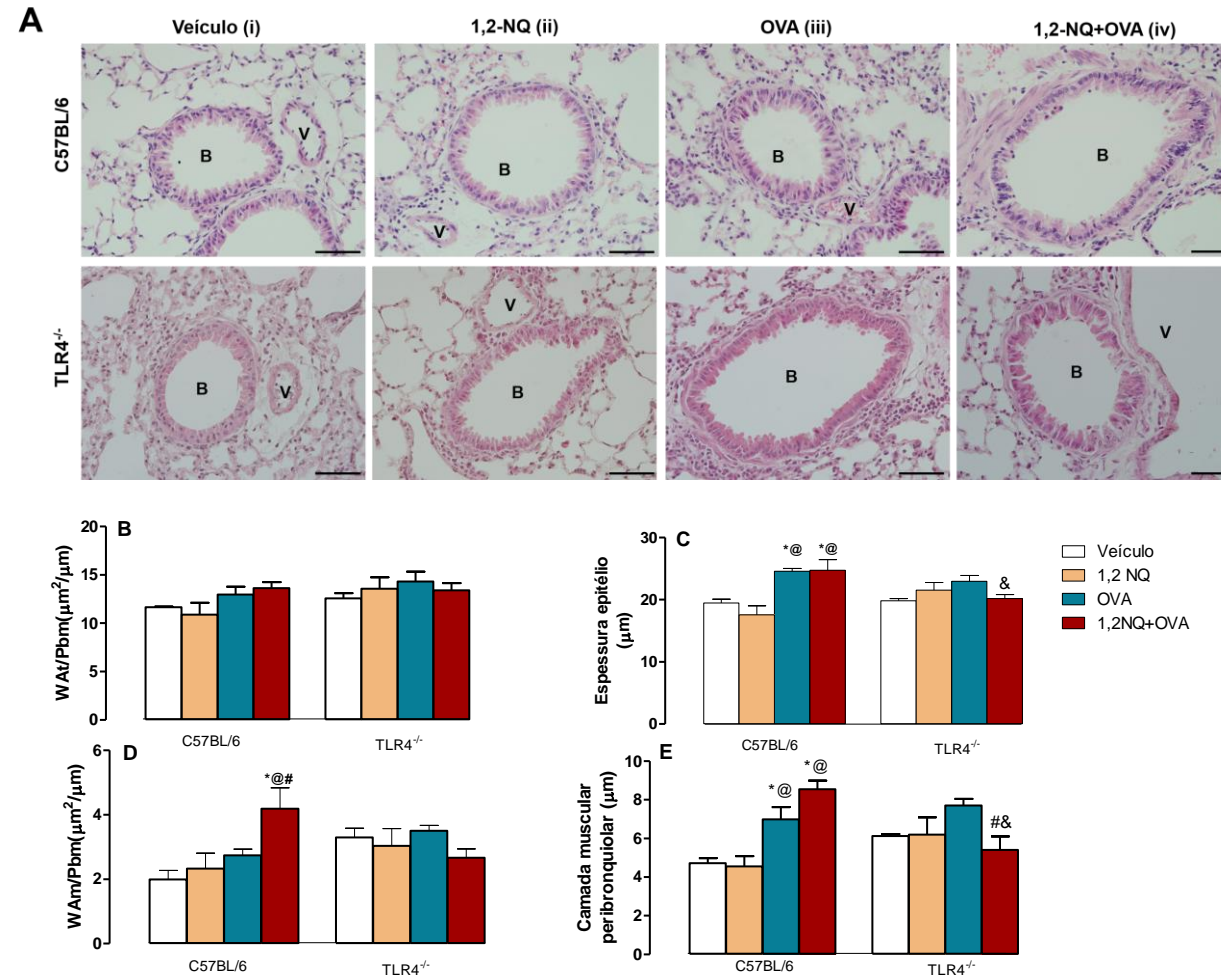 A
Veículo (i)
1,2-NQ (ii)
OVA (iii)
1,2-NQ+OVA (iv)
C57BL/6
B
V
B
V
B
V
B
TLR4-/-
B
V
V
B
B
B
V
B
WAt/Pbm(μm2/μm)
20
15
10
5
0
C57BL/6
TLR4-/-
C
Espessura epitélio
(μm)
30
20
10
0
*@
*@
&
C57BL/6
TLR4-/-
Veículo
1,2 NQ
OVA
1,2NQ+OVA
D
WAm/Pbm(μm2/μm)
6
4
2
0
*@#
C57BL/6
TLR4-/-
E
Camada muscular
peribronquiolar (μm)
10
8
6
4
2
0
*@
*@
#&
C57BL/6
TLR4-/-